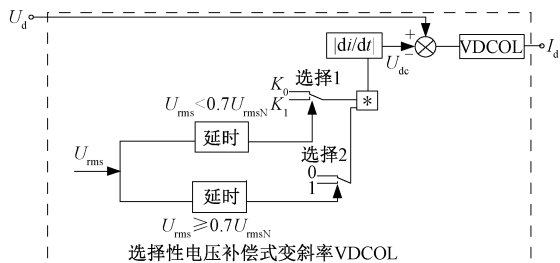 U_d
|di/dt|
+
−
U_dc
VDCOL
I_d
选择1
K_0
K_1
*
U_rms<0.7U_rmsN
延时
U_rms
选择2
0
1
延时
U_rms≥0.7U_rmsN
选择性电压补偿式变斜率VDCOL